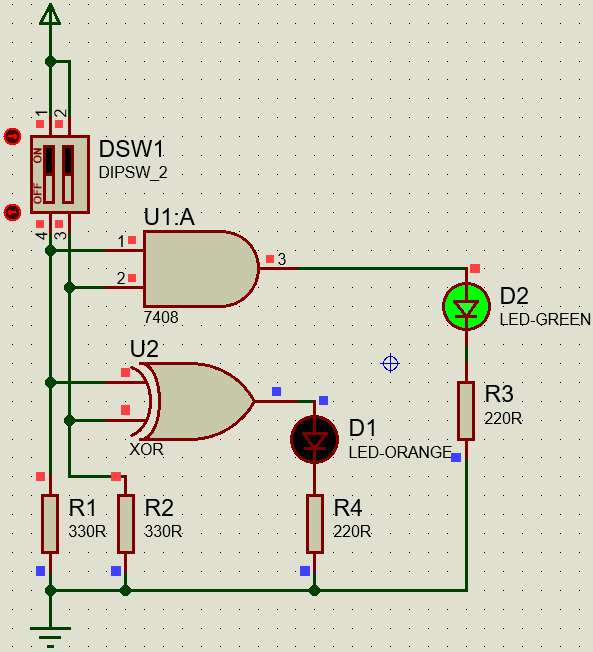 1 2
ON
OFF
DSW1
DIPSW_2
4 3
U1:A
1
2
3
7408
D2
LED-GREEN
U2
XOR
D1
LED-ORANGE
R3
220R
R1
330R
R2
330R
R4
220R